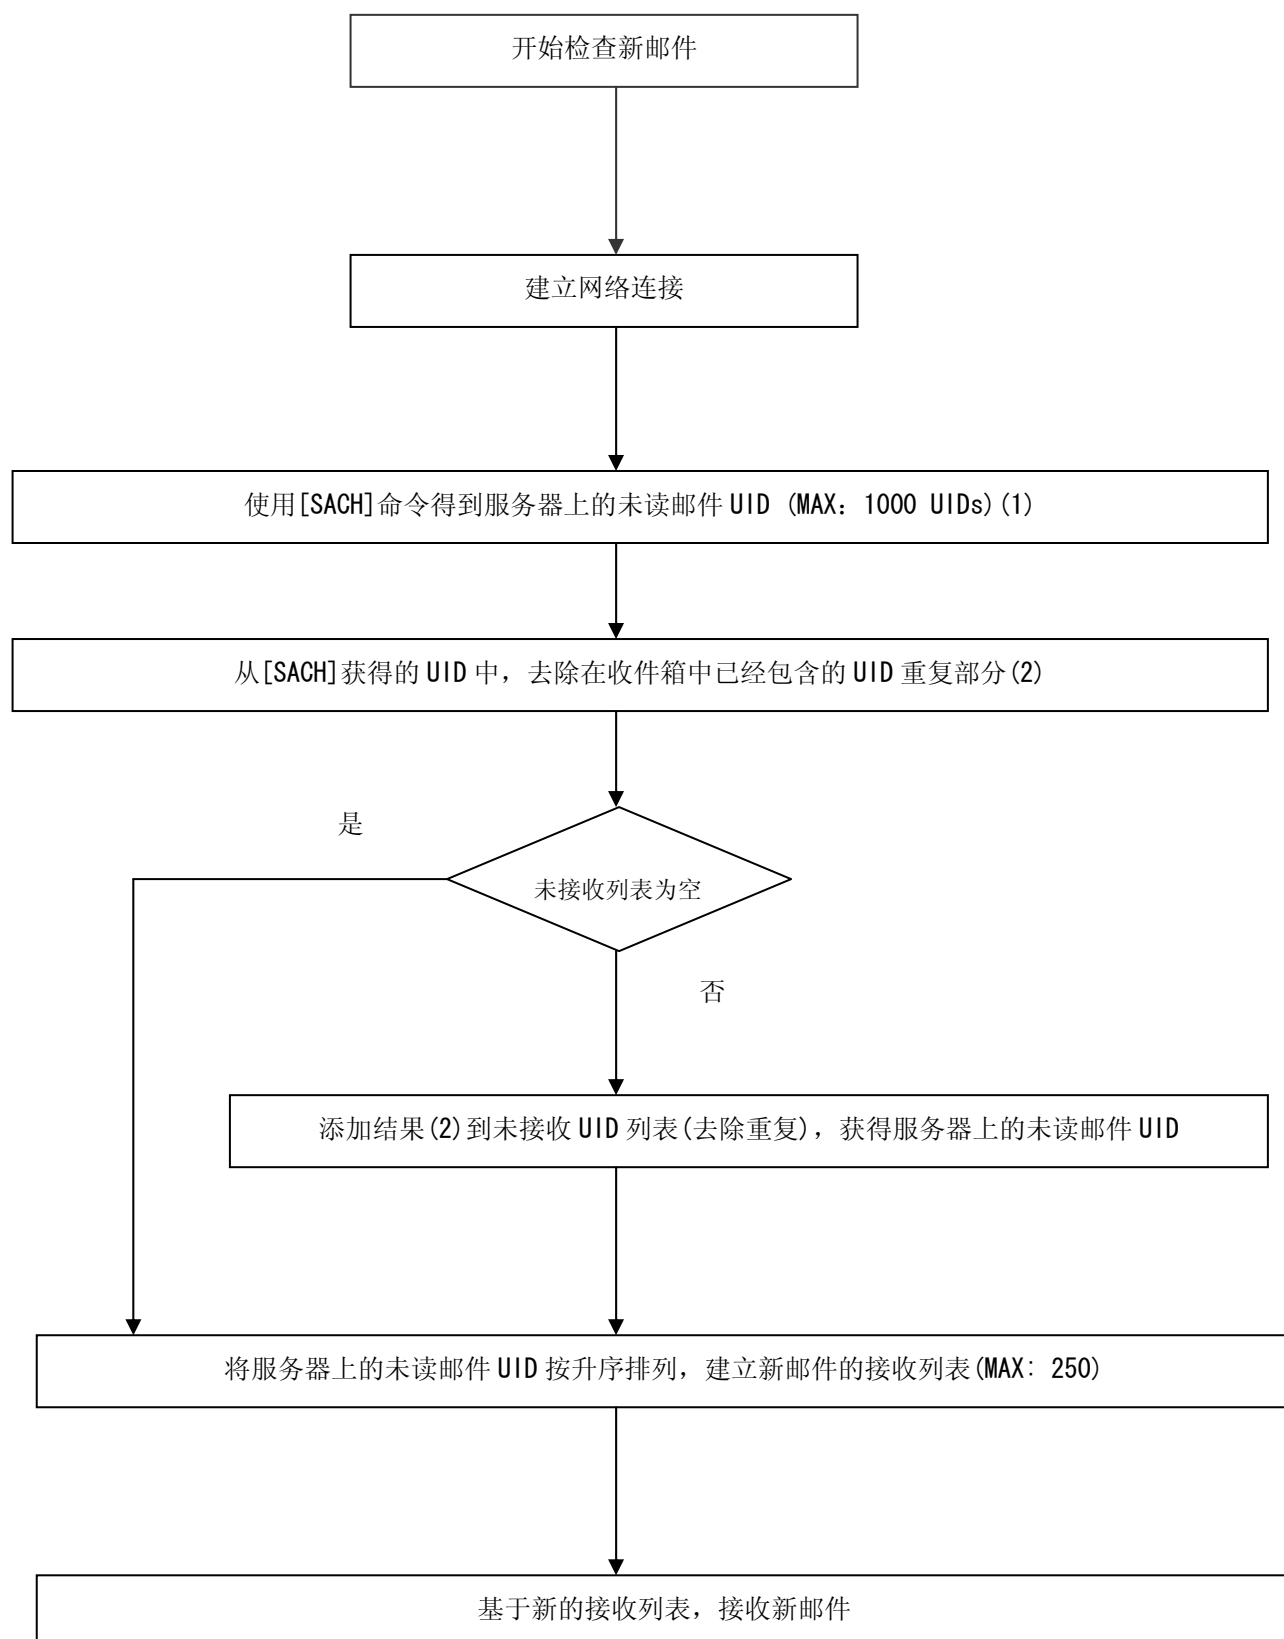 开始检查新邮件
建立网络连接
使用[SACH]命令得到服务器上的未读邮件 UID (MAX：1000 UIDs)(1)
从[SACH]获得的 UID 中，去除在收件箱中已经包含的 UID 重复部分(2)
是
未接收列表为空
否
添加结果(2)到未接收 UID 列表(去除重复)，获得服务器上的未读邮件 UID
将服务器上的未读邮件 UID 按升序排列，建立新邮件的接收列表(MAX: 250)
基于新的接收列表，接收新邮件